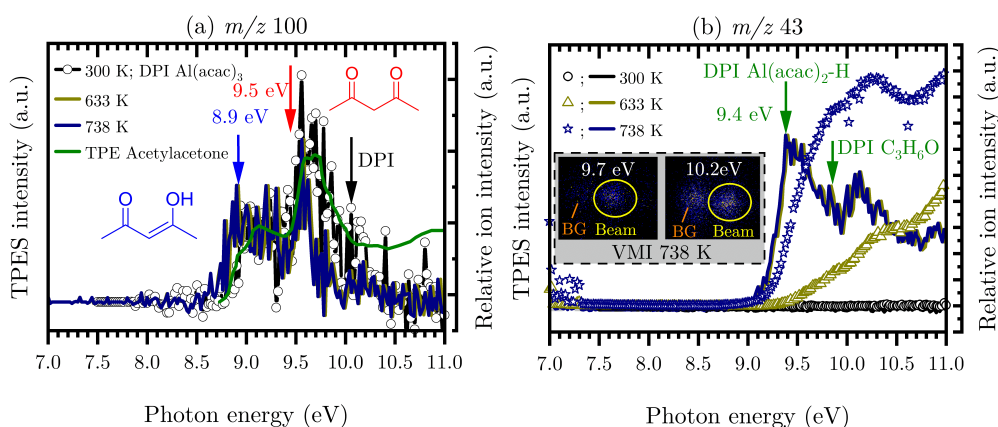 (a) m/z 100
TPES intensity (a.u.)
300 K; DPI Al(acac)₃
633 K
738 K
TPE Acetylacetone
8.9 eV
9.5 eV
DPI
O
OH
O
O
7.0 7.5 8.0 8.5 9.0 9.5 10.0 10.5 11.0
Photon energy (eV)
Relative ion intensity (a.u.)
(b) m/z 43
TPES intensity (a.u.)
; 300 K
; 633 K
; 738 K
DPI Al(acac)₂-H
9.4 eV
DPI C₃H₆O
9.7 eV
10.2eV
BG Beam
BG Beam
VMI 738 K
7.0 7.5 8.0 8.5 9.0 9.5 10.0 10.5 11.0
Photon energy (eV)
Relative ion intensity (a.u.)